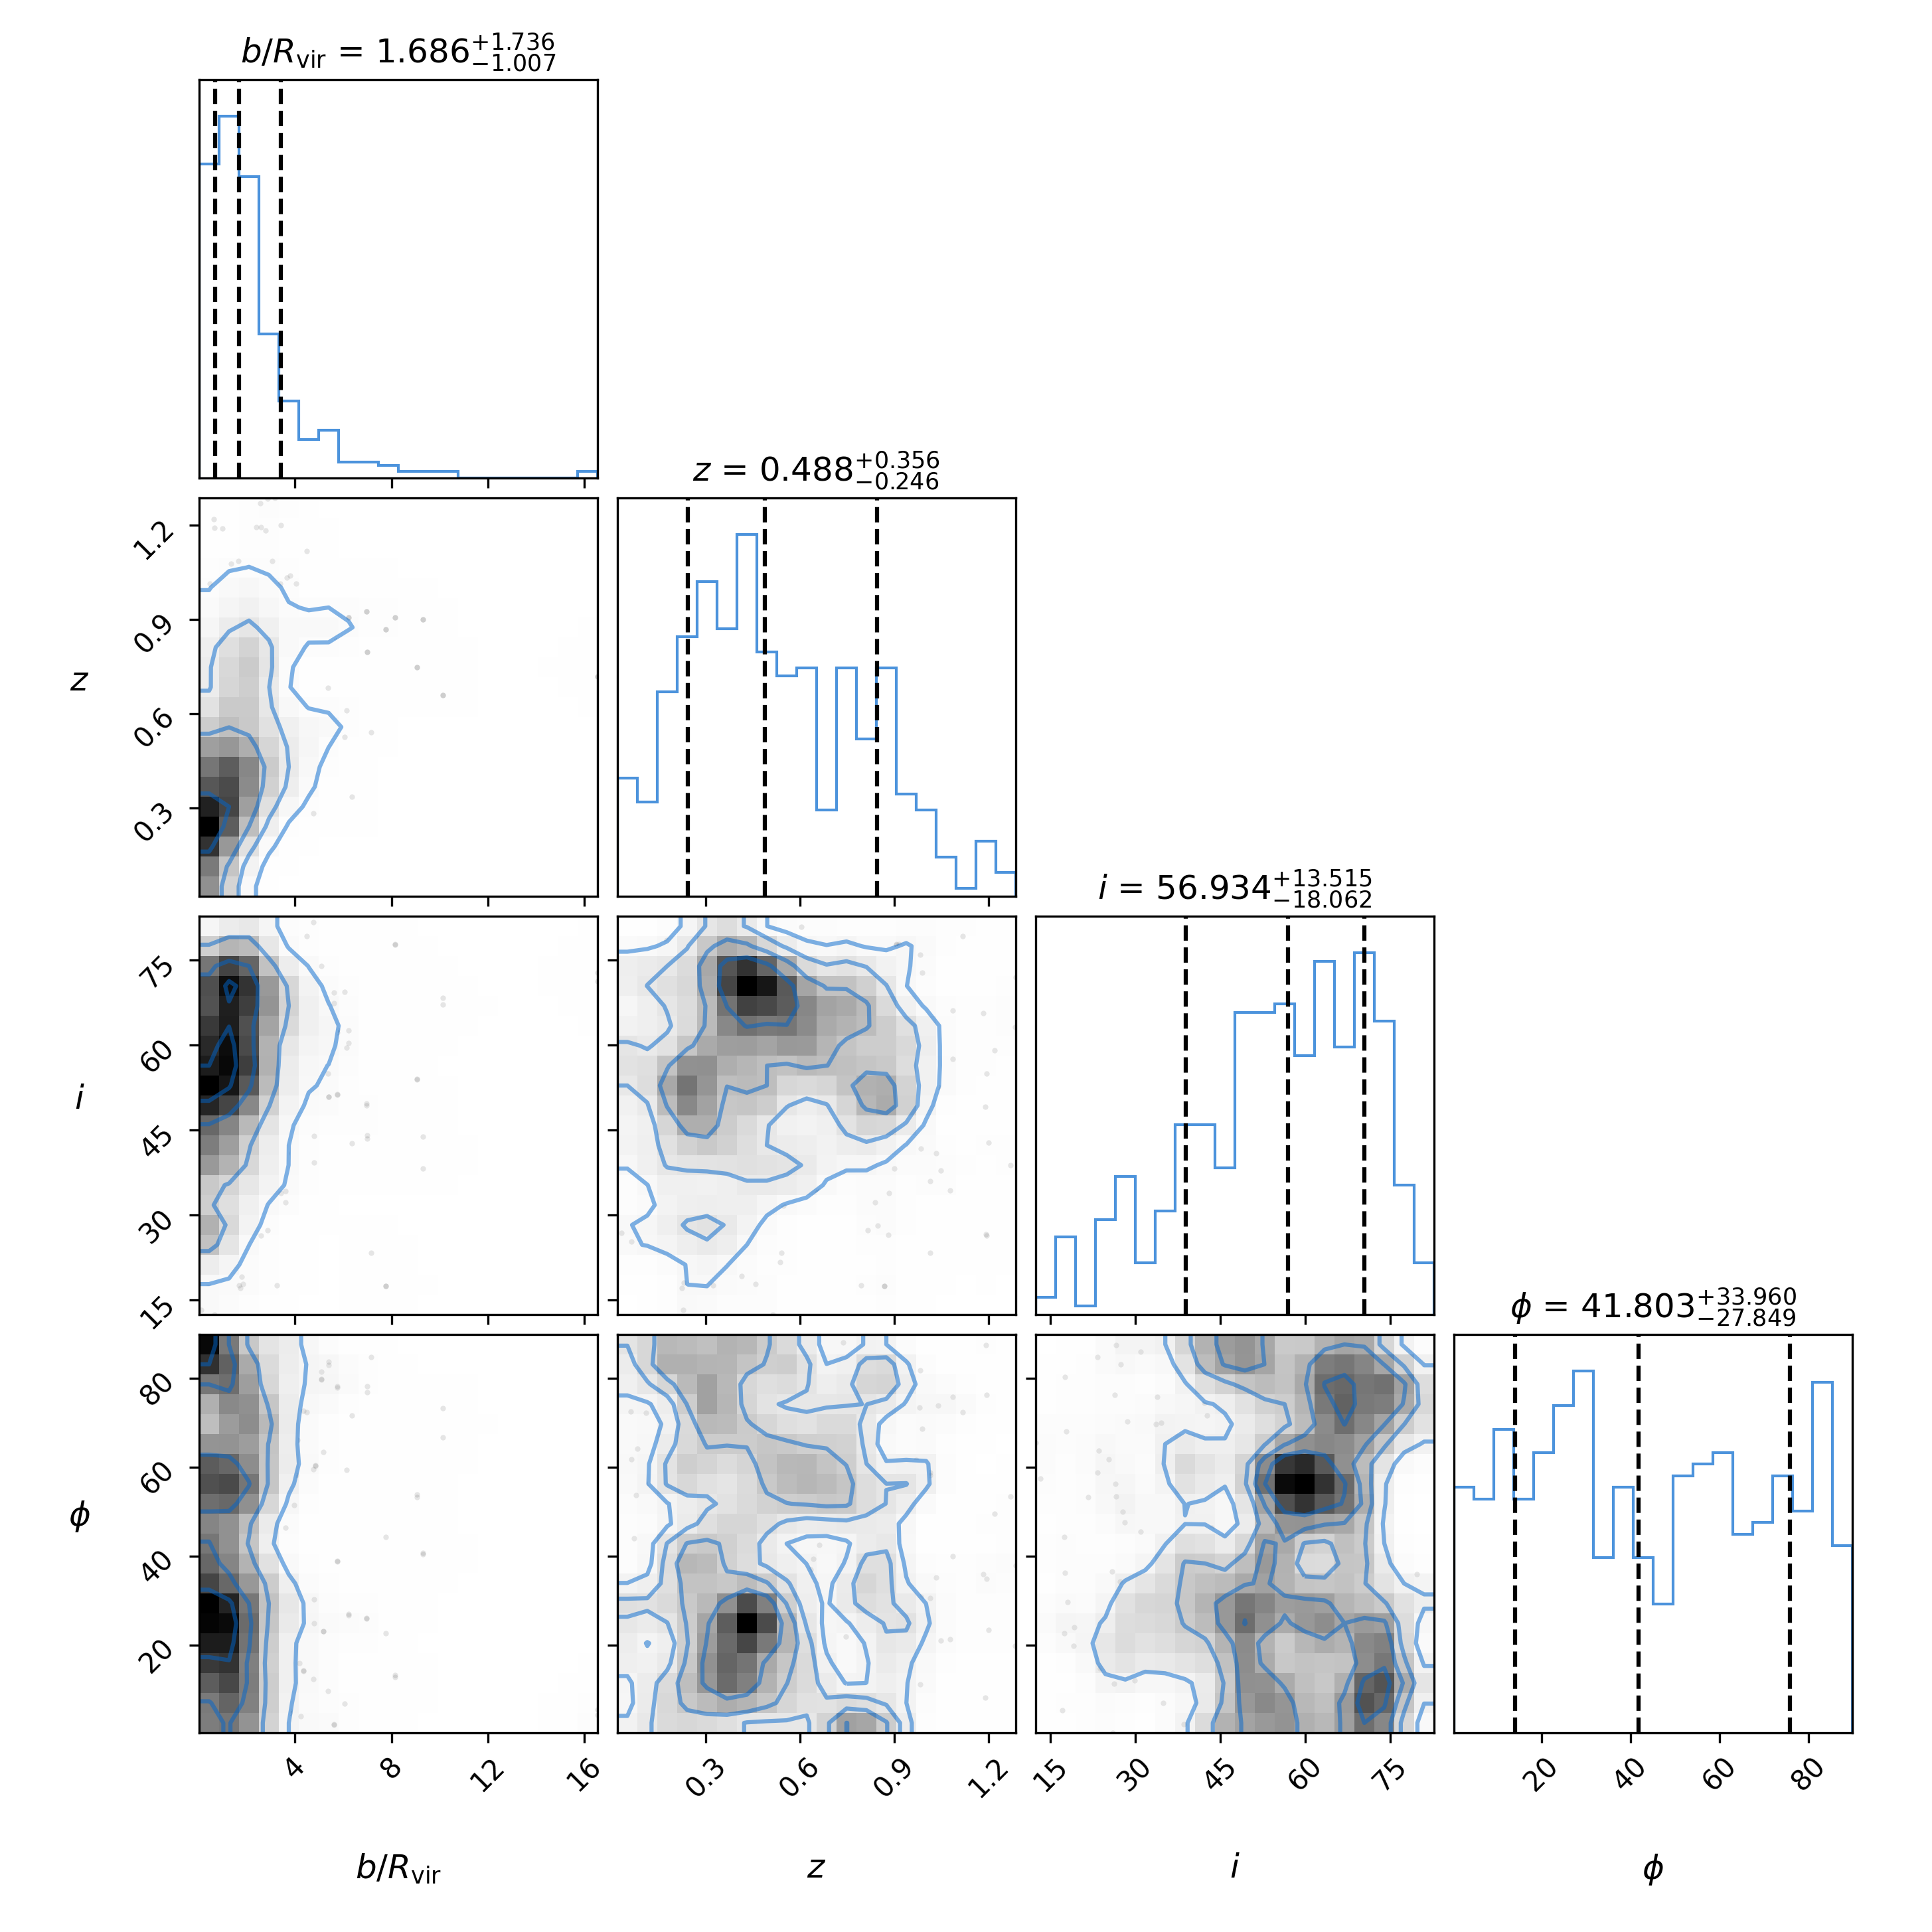 b/R_vir = 1.686^{+1.736}_{−1.007}
z = 0.488^{+0.356}_{−0.246}
1.2
0.9
0.6
0.3
z
i = 56.934^{+13.515}_{−18.062}
75
60
45
30
15
i
ϕ = 41.803^{+33.960}_{−27.849}
80
60
40
20
ϕ
4 8 12 16 0.3 0.6 0.9 1.2 15 30 45 60 75 20 40 60 80
b/R_vir z i ϕ